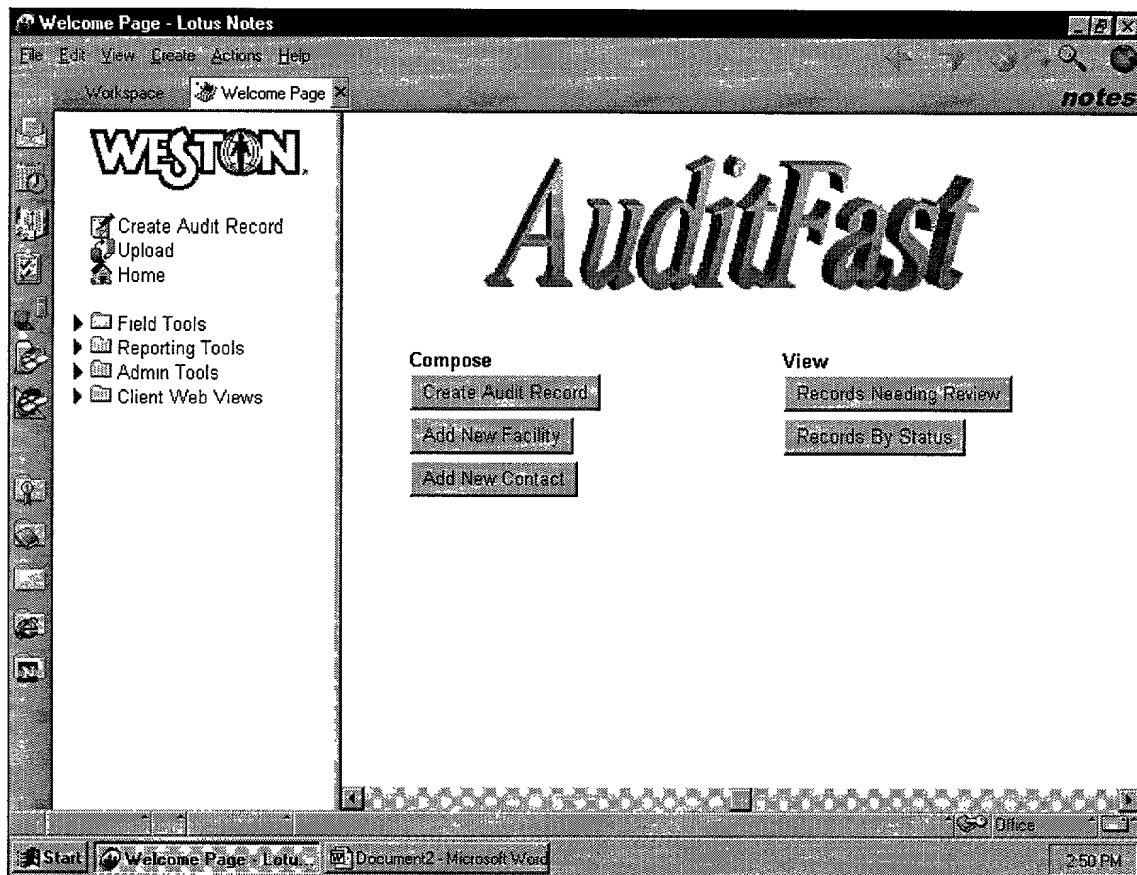 Welcome Page - Lotus Notes
File Edit View Create Actions Help
Workspace Welcome Page
notes
WESTON
Create Audit Record
Upload
Home
Field Tools
Reporting Tools
Admin Tools
Client Web Views
AuditFast
Compose
Create Audit Record
Add New Facility
Add New Contact
View
Records Needing Review
Records By Status
Office
Start Welcome Page - Lotu... Document2 - Microsoft Word 2:50 PM